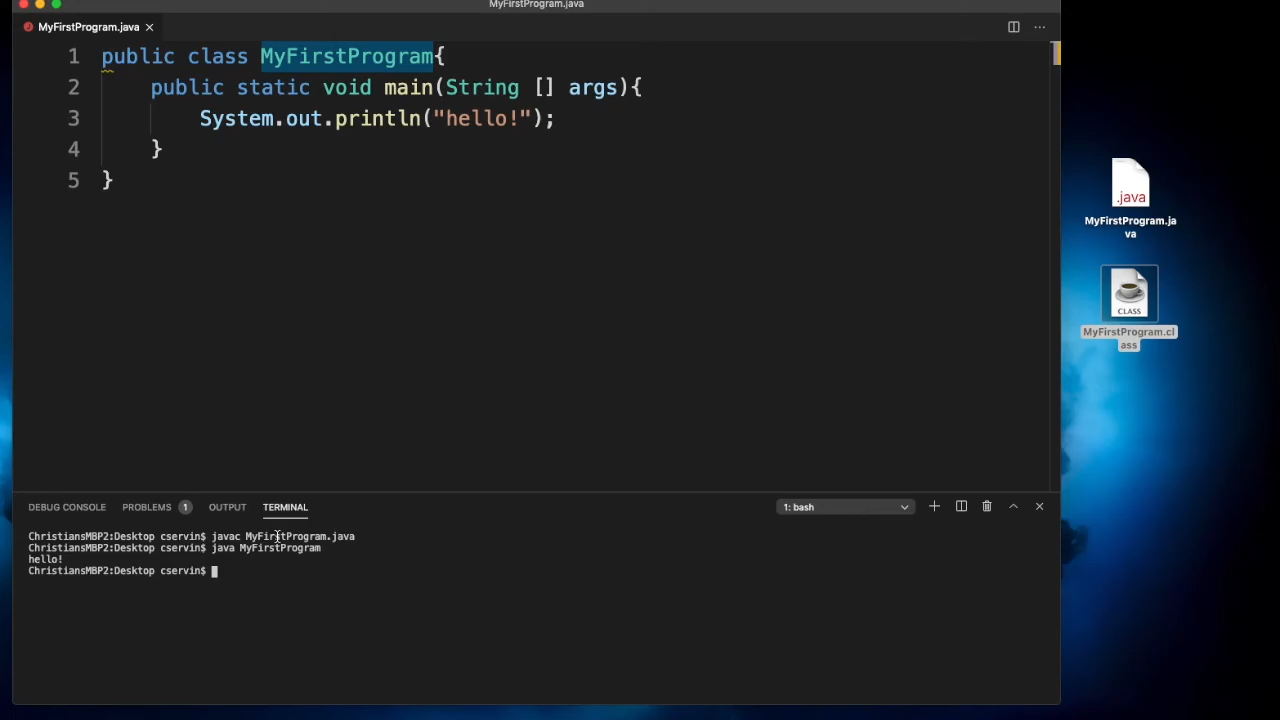 MyFirstProgram.java
MyFirstProgram.java
1 public class MyFirstProgram{
2 public static void main(String [] args){
3 System.out.println("hello!");
4 }
5 }
.java
MyFirstProgram.ja
va
CLASS
MyFirstProgram.cl
ass
DEBUG CONSOLE PROBLEMS 1 OUTPUT TERMINAL 1: bash
ChristiansMBP2:Desktop cservin$ javac MyFirstProgram.java
ChristiansMBP2:Desktop cservin$ java MyFirstProgram
hello!
ChristiansMBP2:Desktop cservin$